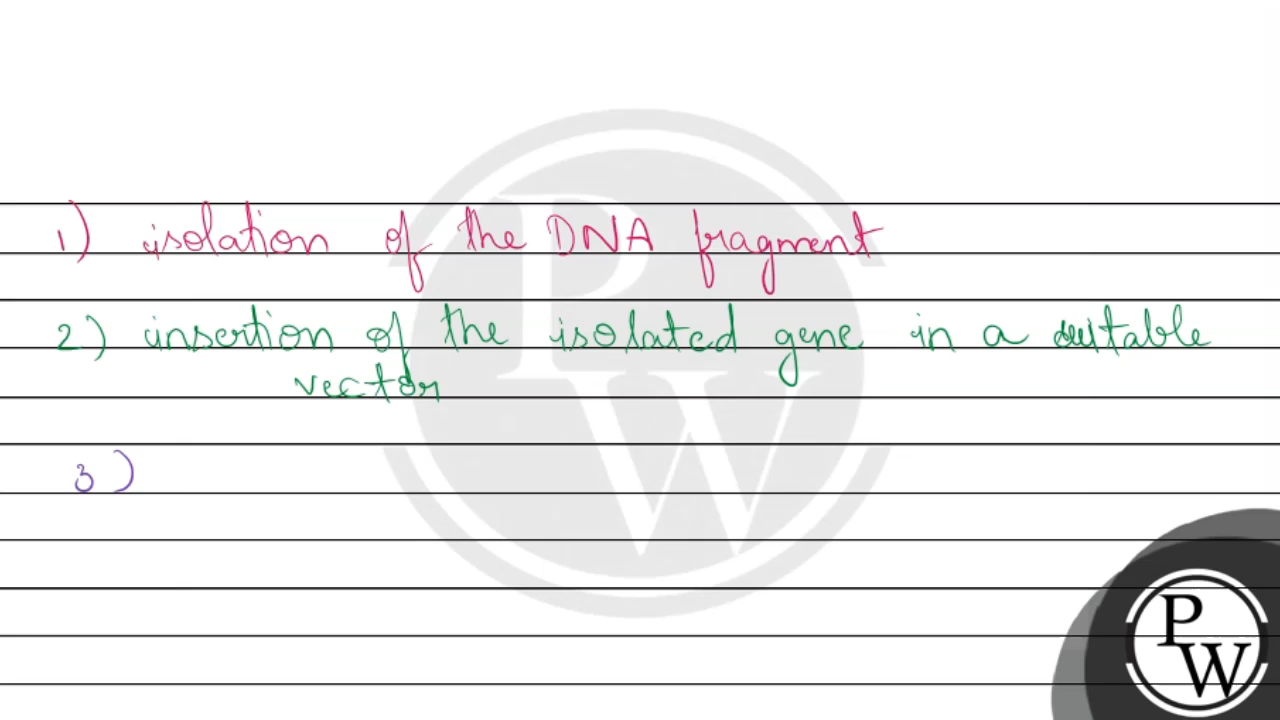 1) isolation of the DNA fragment
2) insertion of the isolated gene in a suitable
vector
3)
P
W
P
W